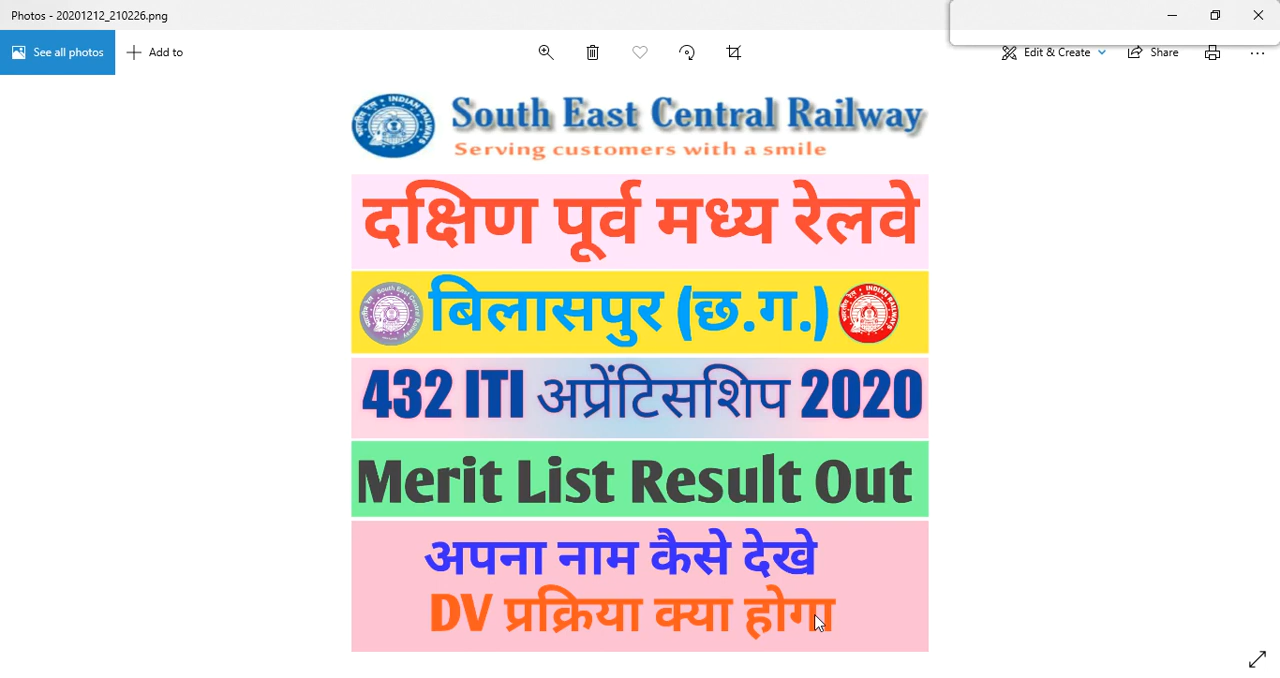 Photos - 20201212_210226.png
See all photos
Add to
Edit & Create
Share
South East Central Railway
Serving customers with a smile
दक्षिण पूर्व मध्य रेलवे
बिलासपुर (छ.ग.)
432 ITI अप्रेंटिसशिप 2020
Merit List Result Out
अपना नाम कैसे देखे
DV प्रक्रिया क्या होगा